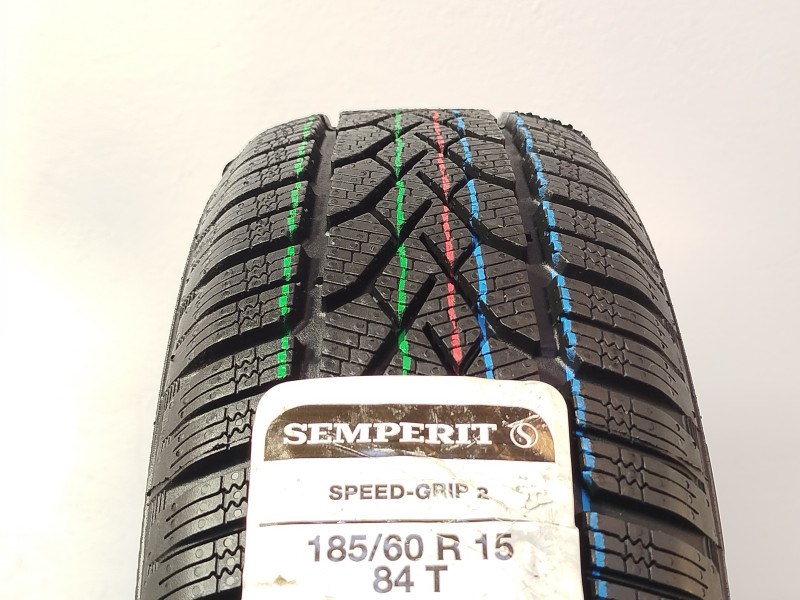 SEMPERIT S
SPEED-GRIP 2
185/60 R 15
84 T